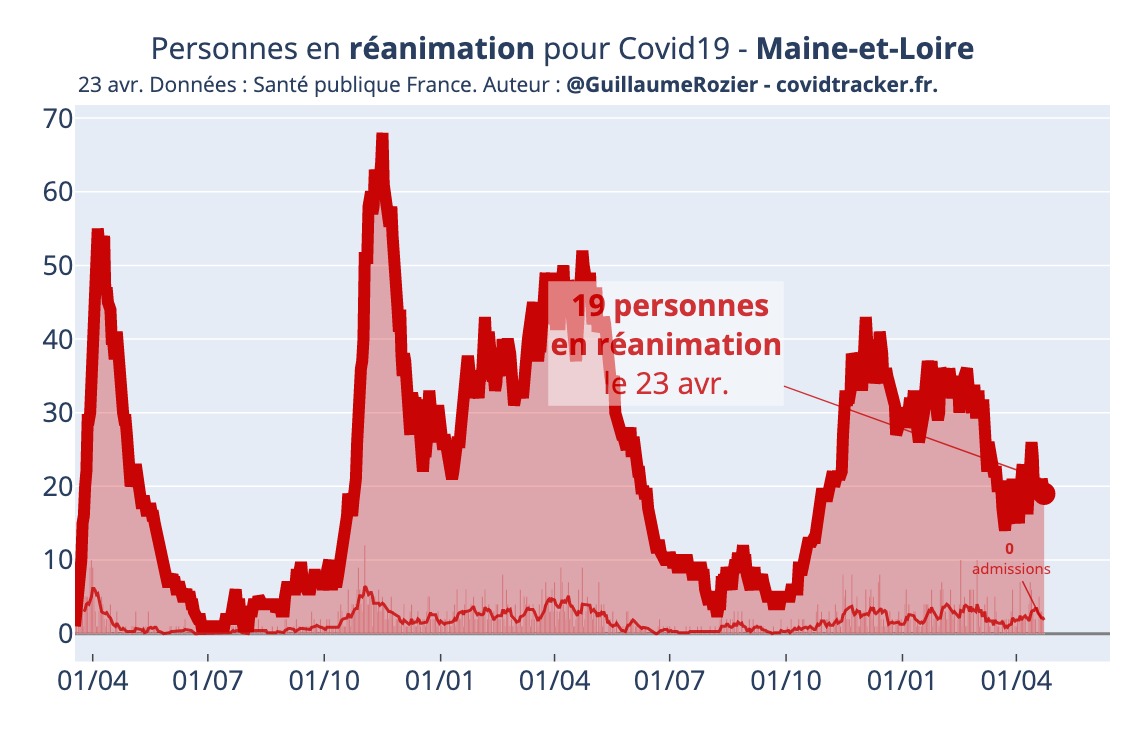 Personnes en réanimation pour Covid19 - Maine-et-Loire
23 avr. Données : Santé publique France. Auteur : @GuillaumeRozier - covidtracker.fr.
70
60
50
40
30
20
10
0
19 personnes
en réanimation
le 23 avr.
0
admissions
01/04 01/07 01/10 01/01 01/04 01/07 01/10 01/01 01/04